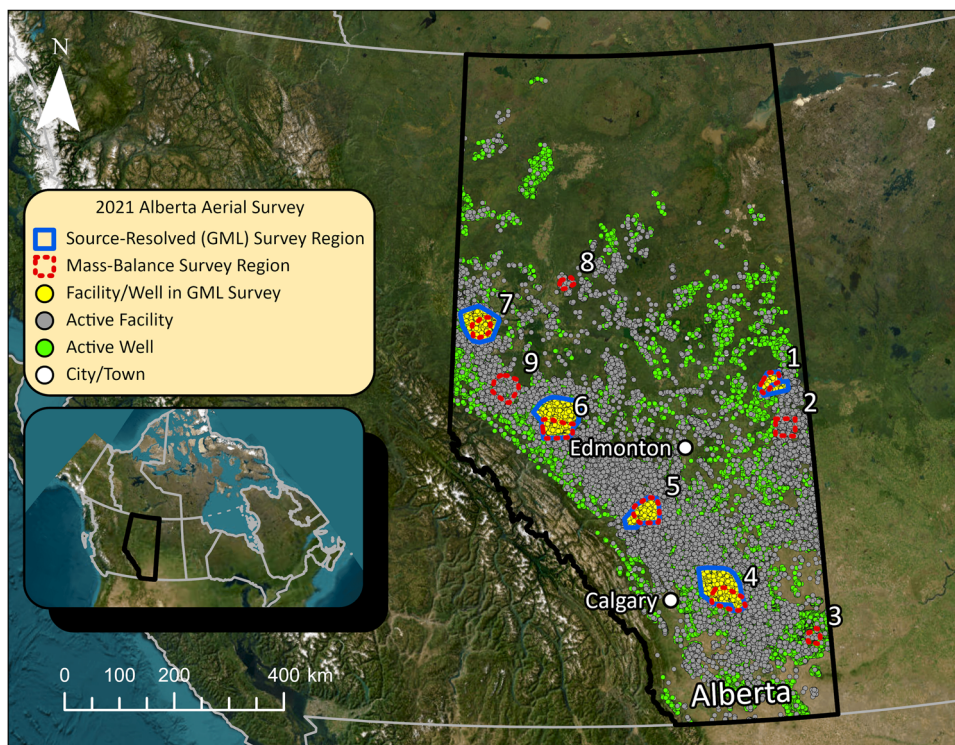 N
2021 Alberta Aerial Survey
Source-Resolved (GML) Survey Region
Mass-Balance Survey Region
Facility/Well in GML Survey
Active Facility
Active Well
City/Town
8
7
9
1
6
2
Edmonton
5
4
Calgary
3
Alberta
0 100 200 400 km